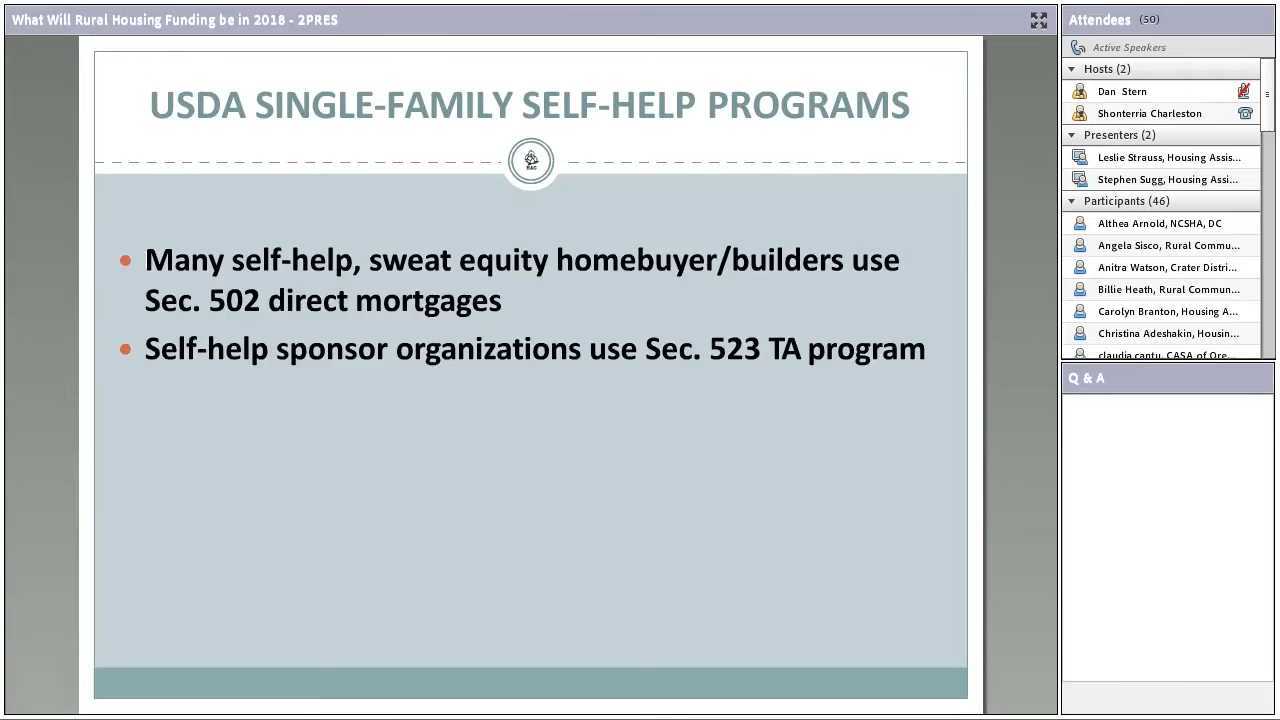 What Will Rural Housing Funding be in 2018 - 2PRES
USDA SINGLE-FAMILY SELF-HELP PROGRAMS
• Many self-help, sweat equity homebuyer/builders use
Sec. 502 direct mortgages
• Self-help sponsor organizations use Sec. 523 TA program
Attendees (50)
Active Speakers
Hosts (2)
Dan Stern
Shonterria Charleston
Presenters (2)
Leslie Strauss, Housing Assis...
Stephen Sugg, Housing Assi...
Participants (46)
Althea Arnold, NCSHA, DC
Angela Sisco, Rural Commu...
Anitra Watson, Crater Distri...
Billie Heath, Rural Commun...
Carolyn Branton, Housing A...
Christina Adeshakin, Housin...
claudia cantu, CASA of Ore...
Q & A